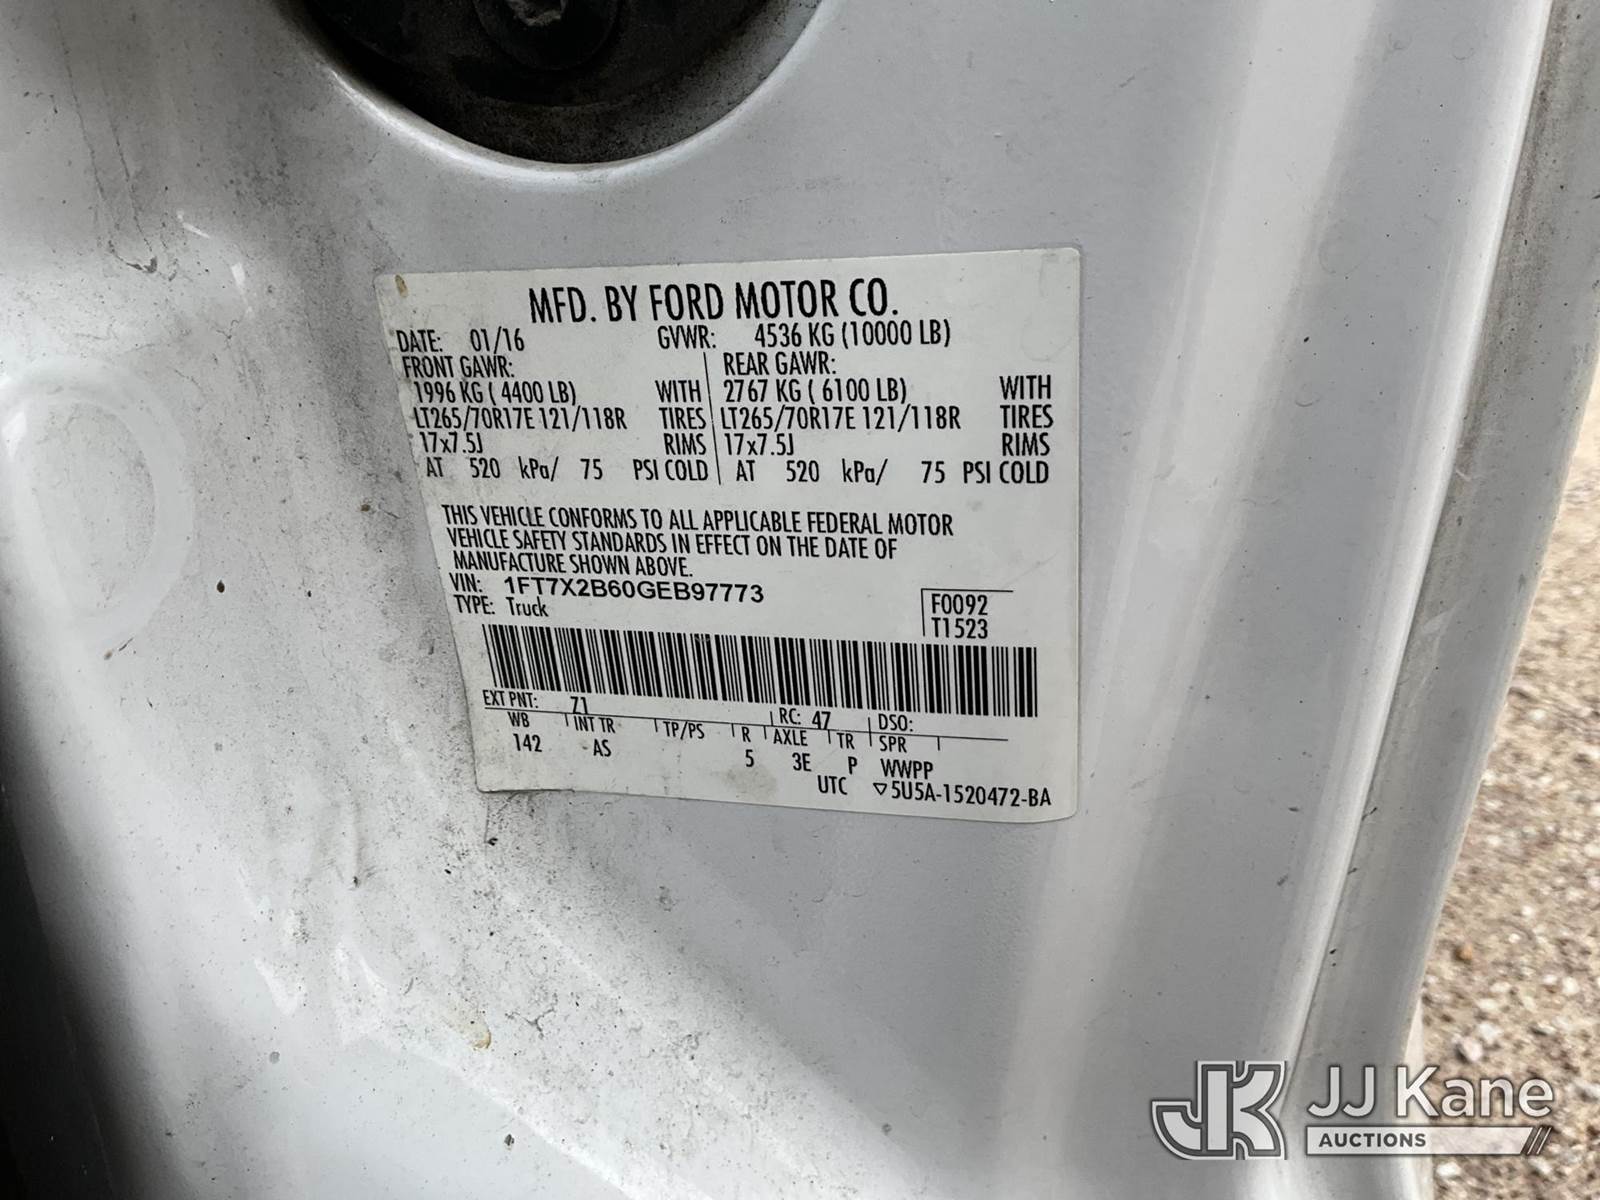 MFD. BY FORD MOTOR CO.
DATE: 01/16 GVWR: 4536 KG (10000 LB)
FRONT GAWR: REAR GAWR:
1996 KG ( 4400 LB) WITH 2767 KG ( 6100 LB) WITH
LT265/70R17E 121/118R TIRES LT265/70R17E 121/118R TIRES
17x7.5J RIMS 17x7.5J RIMS
AT 520 kPa/ 75 PSI COLD AT 520 kPa/ 75 PSI COLD
THIS VEHICLE CONFORMS TO ALL APPLICABLE FEDERAL MOTOR
VEHICLE SAFETY STANDARDS IN EFFECT ON THE DATE OF
MANUFACTURE SHOWN ABOVE.
VIN: 1FT7X2B60GEB97773
TYPE: Truck
F0092
T1523
EXT PNT: Z1 RC: 47 DSO:
WB INT TR TP/PS R AXLE TR SPR
142 AS 5 3E P WWPP
UTC ▽5U5A-1520472-BA
JK JJ Kane
AUCTIONS